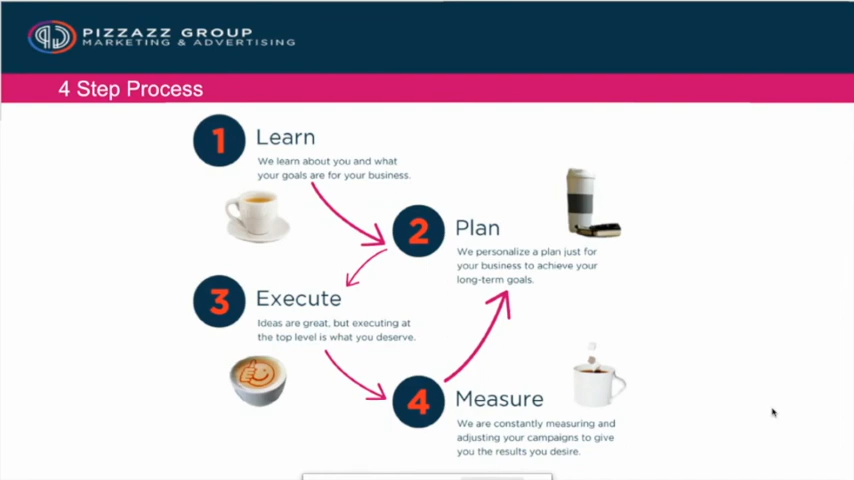 PIZZAZZ GROUP
MARKETING & ADVERTISING
4 Step Process
1
Learn
We learn about you and what
your goals are for your business.
2
Plan
We personalize a plan just for
your business to achieve your
long-term goals.
3
Execute
Ideas are great, but executing at
the top level is what you deserve.
4
Measure
We are constantly measuring and
adjusting your campaigns to give
you the results you desire.